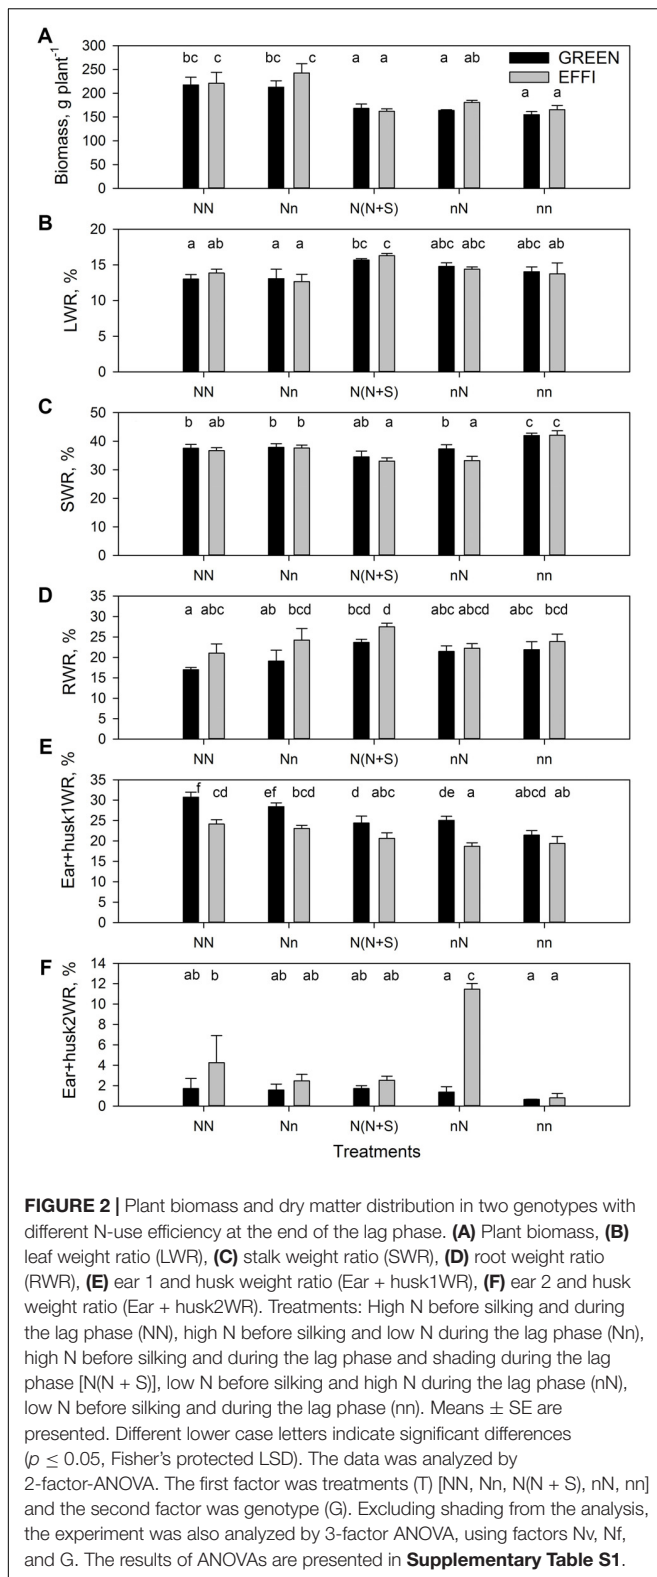 A
Biomass, g plant⁻¹
300
250
200
150
100
50
0
bc c bc c a a a ab a a
GREEN
EFFI
NN Nn N(N+S) nN nn
B
LWR, %
20
15
10
5
0
a ab a a bc c abc abc abc ab
NN Nn N(N+S) nN nn
C
SWR, %
50
40
30
20
10
0
b ab b b ab a b a c c
NN Nn N(N+S) nN nn
D
RWR, %
35
30
25
20
15
10
5
0
a abc ab bcd bcd d abc abcd abc bcd
NN Nn N(N+S) nN nn
E
Ear+husk1WR, %
35
30
25
20
15
10
5
0
f cd ef bcd d abc de a abcd ab
NN Nn N(N+S) nN nn
F
Ear+husk2WR, %
14
12
10
8
6
4
2
0
ab b ab ab ab ab a c a a
NN Nn N(N+S) nN nn
Treatments
FIGURE 2 | Plant biomass and dry matter distribution in two genotypes with
different N-use efficiency at the end of the lag phase. (A) Plant biomass, (B)
leaf weight ratio (LWR), (C) stalk weight ratio (SWR), (D) root weight ratio
(RWR), (E) ear 1 and husk weight ratio (Ear + husk1WR), (F) ear 2 and husk
weight ratio (Ear + husk2WR). Treatments: High N before silking and during
the lag phase (NN), high N before silking and low N during the lag phase (Nn),
high N before silking and during the lag phase and shading during the lag
phase [N(N + S)], low N before silking and high N during the lag phase (nN),
low N before silking and during the lag phase (nn). Means ± SE are
presented. Different lower case letters indicate significant differences
(p ≤ 0.05, Fisher's protected LSD). The data was analyzed by
2-factor-ANOVA. The first factor was treatments (T) [NN, Nn, N(N + S), nN, nn]
and the second factor was genotype (G). Excluding shading from the analysis,
the experiment was also analyzed by 3-factor ANOVA, using factors Nv, Nf,
and G. The results of ANOVAs are presented in Supplementary Table S1.